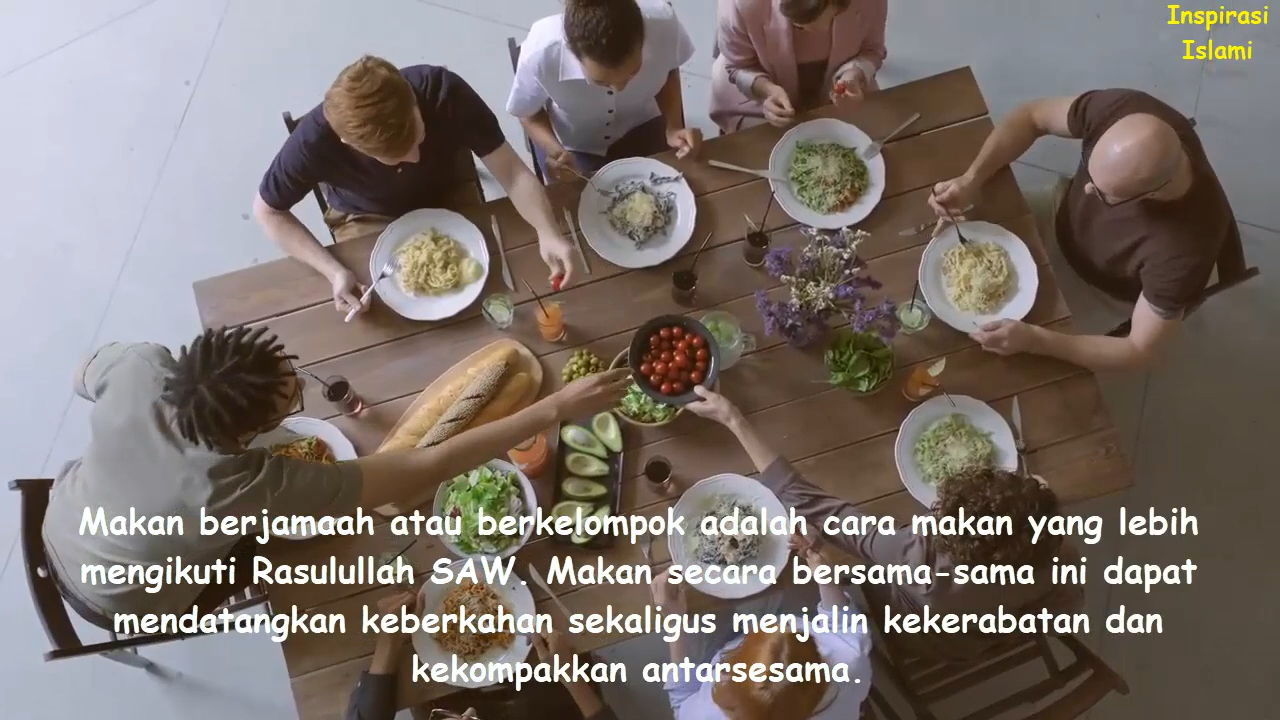 Inspirasi
Islami
Makan berjamaah atau berkelompok adalah cara makan yang lebih
mengikuti Rasulullah SAW. Makan secara bersama-sama ini dapat
mendatangkan keberkahan sekaligus menjalin kekerabatan dan
kekompakkan antarsesama.